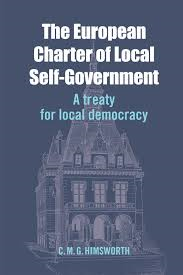 The European
Charter of Local
Self-Government
A treaty
for local democracy
C. M. G. HIMSWORTH